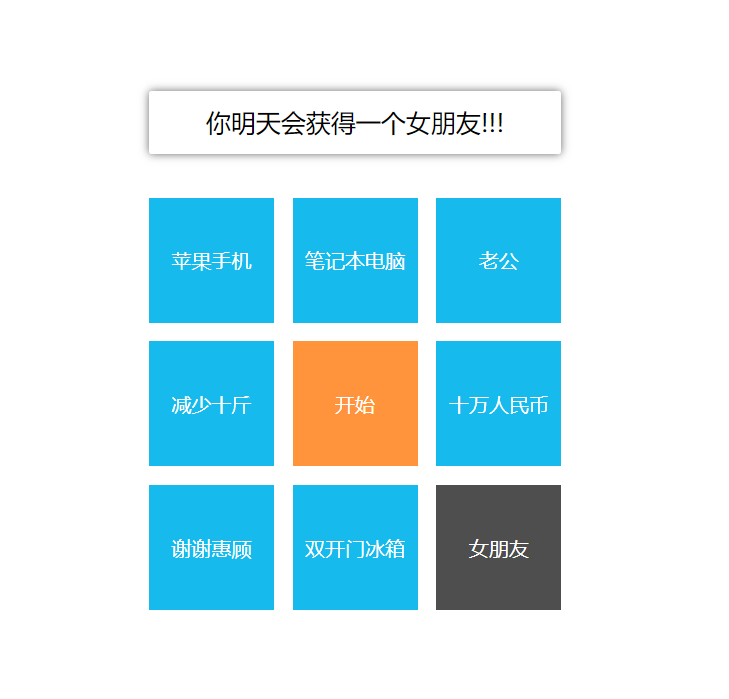 你明天会获得一个女朋友!!!
苹果手机 笔记本电脑 老公
减少十斤 开始 十万人民币
谢谢惠顾 双开门冰箱 女朋友